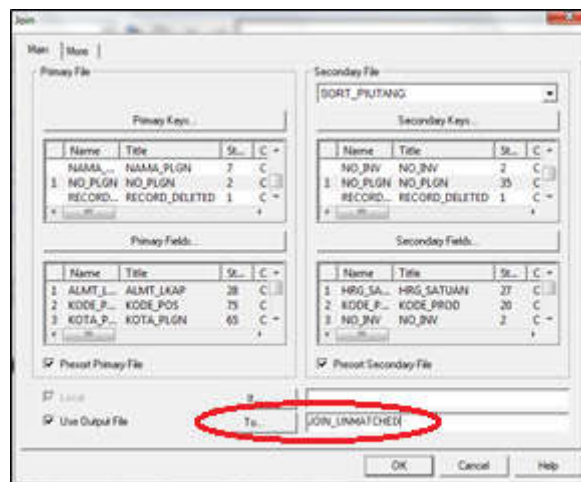 Join
Main More
Primary File
Secondary File
SORT_PIUTANG
Primary Keys... Secondary Keys...
Name Title St... C
NAMA_... NAMA_PLGN 7 C
1 NO_PLGN NO_PLGN 2 C
RECORD... RECORD_DELETED 1 C
Name Title St... C
NO_INV NO_INV 2 C
1 NO_PLGN NO_PLGN 35 C
RECORD... RECORD_DELETED 1 C
Primary Fields... Secondary Fields...
Name Title St... C
1 ALMT_L... ALMT_LKAP 28 C
2 KODE_P... KODE_POS 75 C
3 KOTA_P... KOTA_PLGN 65 C
Name Title St... C
1 HRG_SA... HRG_SATUAN 27 C
2 KODE_P... KODE_PROD 20 C
3 NO_INV NO_INV 2 C
Presort Primary File Presort Secondary File
Local If...
Use Output File To... JOIN_UNMATCHED
OK Cancel Help